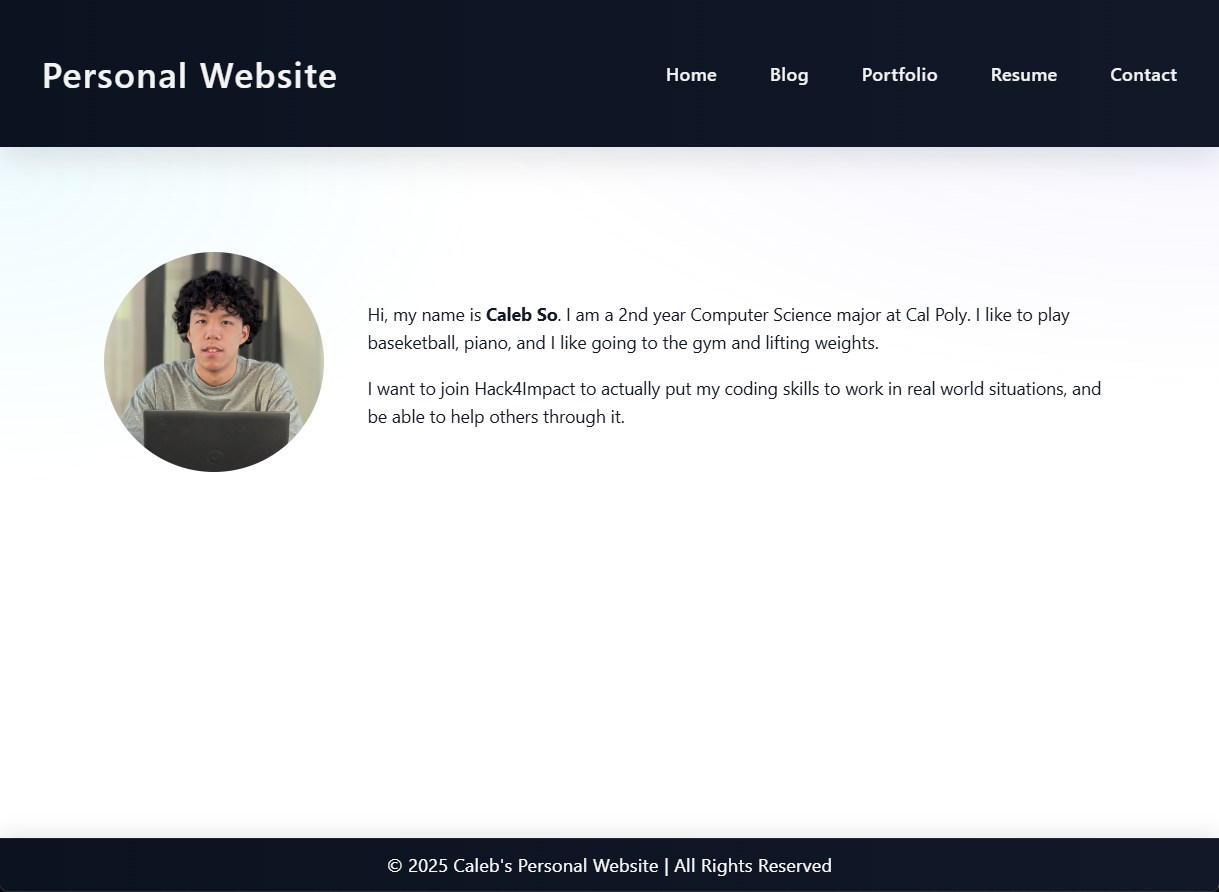 Personal Website
Home Blog Portfolio Resume Contact
Hi, my name is Caleb So. I am a 2nd year Computer Science major at Cal Poly. I like to play
baseketball, piano, and I like going to the gym and lifting weights.
I want to join Hack4Impact to actually put my coding skills to work in real world situations, and
be able to help others through it.
© 2025 Caleb's Personal Website | All Rights Reserved